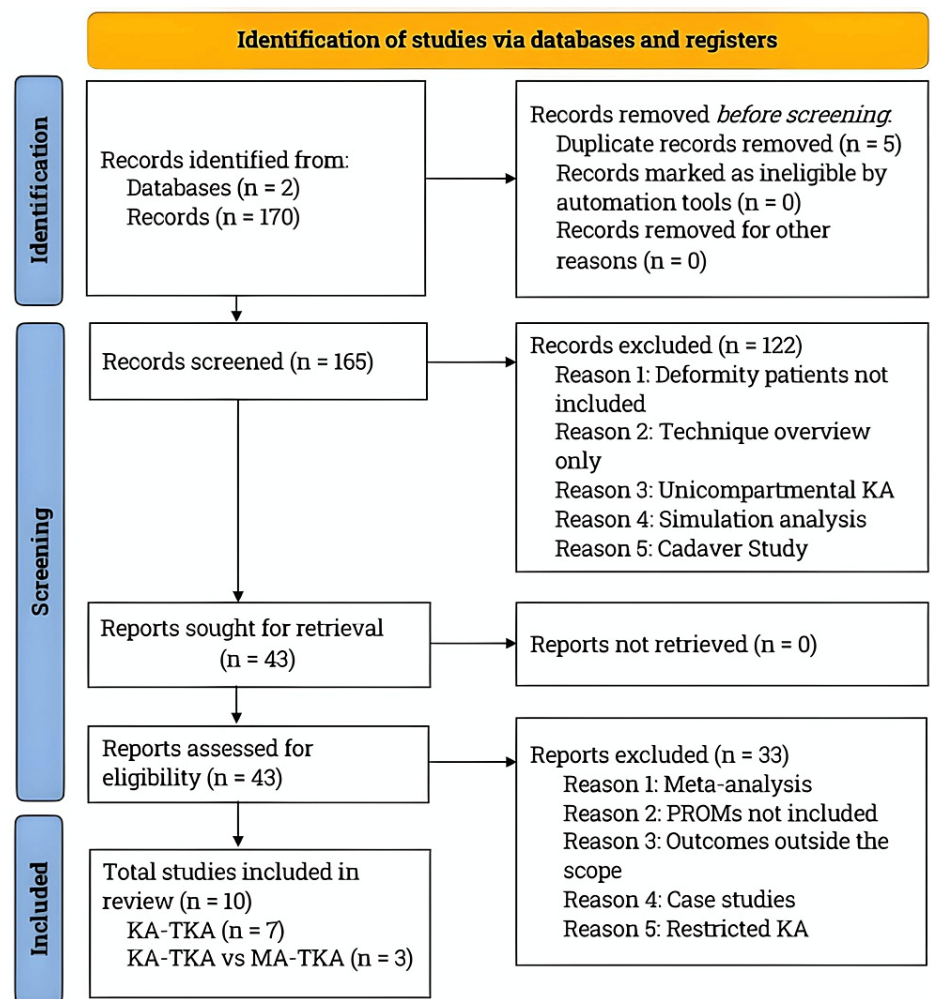 Identification of studies via databases and registers
Identification
Records identified from:
Databases (n = 2)
Records (n = 170)
Records removed before screening:
Duplicate records removed (n = 5)
Records marked as ineligible by
automation tools (n = 0)
Records removed for other
reasons (n = 0)
Screening
Records screened (n = 165)
Records excluded (n = 122)
Reason 1: Deformity patients not
included
Reason 2: Technique overview
only
Reason 3: Unicompartmental KA
Reason 4: Simulation analysis
Reason 5: Cadaver Study
Reports sought for retrieval
(n = 43)
Reports not retrieved (n = 0)
Reports assessed for
eligibility (n = 43)
Reports excluded (n = 33)
Reason 1: Meta-analysis
Reason 2: PROMs not included
Reason 3: Outcomes outside the
scope
Reason 4: Case studies
Reason 5: Restricted KA
Included
Total studies included in
review (n = 10)
KA-TKA (n = 7)
KA-TKA vs MA-TKA (n = 3)